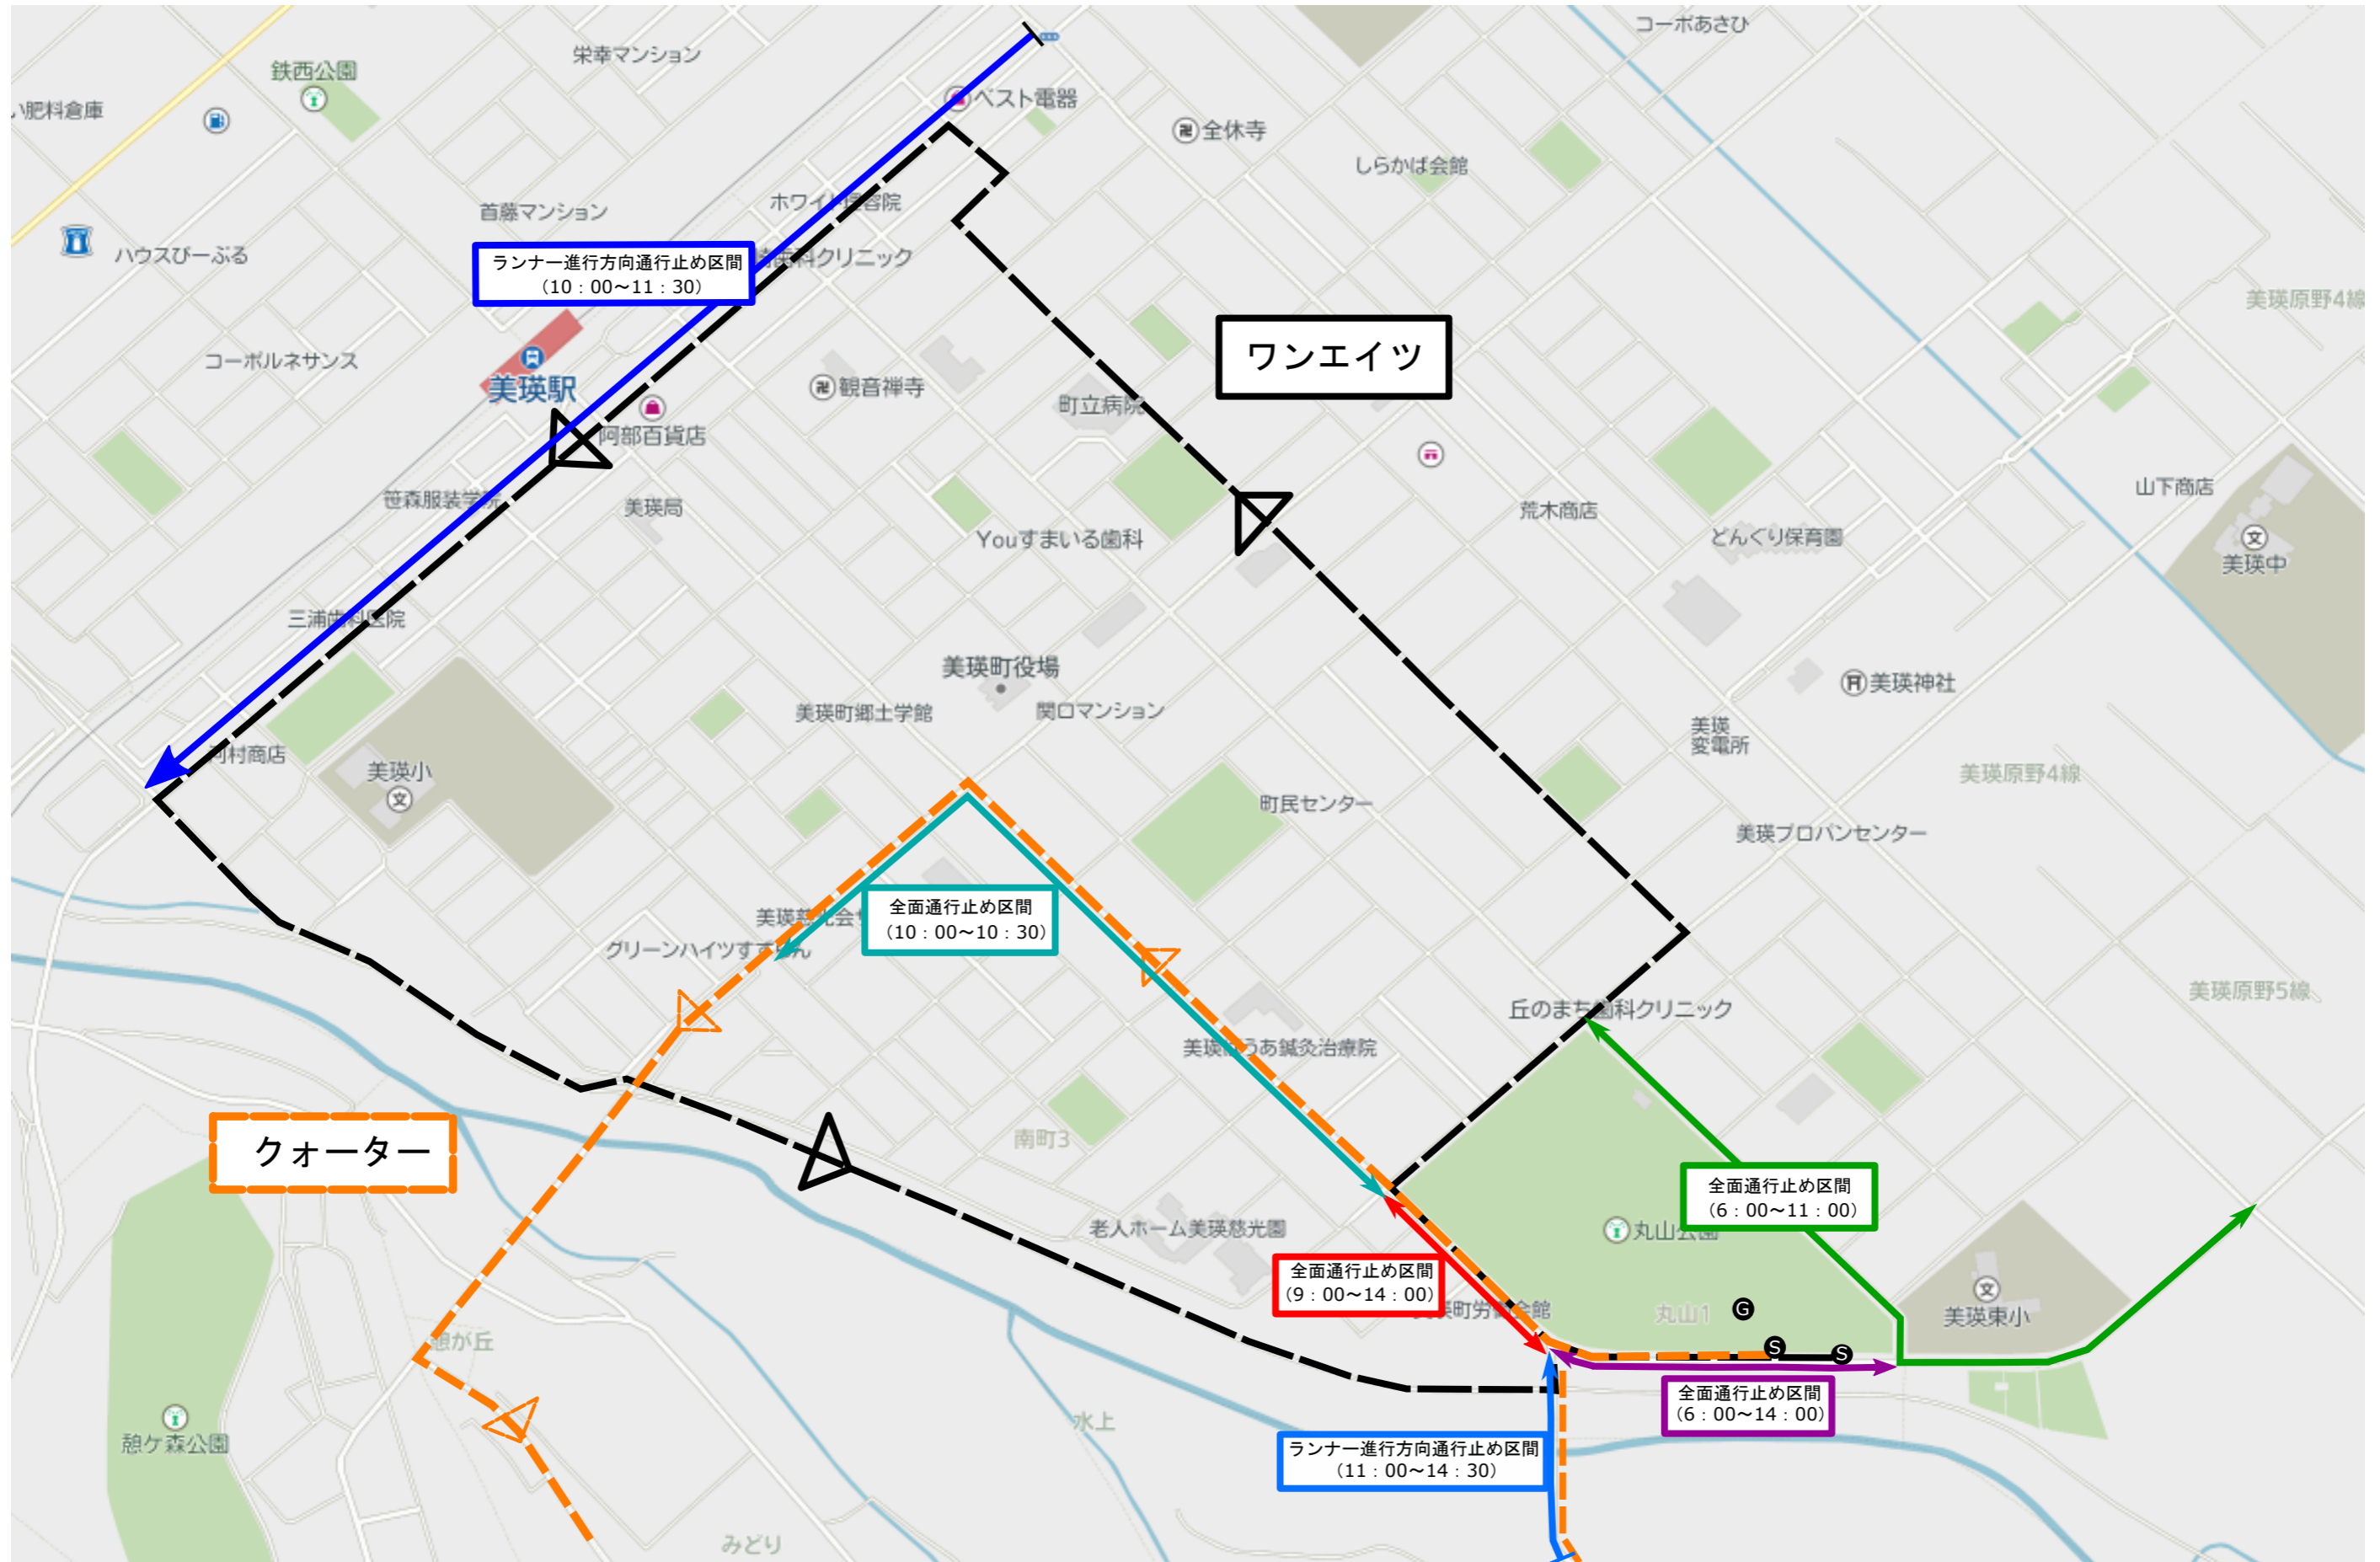 コーポあさひ
栄幸マンション
鉄西公園
い肥料倉庫
ベスト電器
全休寺
しらかば会館
首藤マンション
ホワイト理容院
ハウスびーぷる
歯科クリニック
ランナー進行方向通行止め区間
(10:00～11:30)
美瑛原野4線
ワンエイツ
コーポルネサンス
美瑛駅
観音禅寺
町立病院
阿部百貨店
笹森服装学院
美瑛局
山下商店
荒木商店
Youすまいる歯科
どんぐり保育園
美瑛中
三浦歯科医院
美瑛町役場
美瑛神社
美瑛町郷土学館
関口マンション
美瑛
変電所
河村商店
美瑛小
美瑛原野4線
町民センター
美瑛プロパンセンター
全面通行止め区間
(10:00～10:30)
美瑛慈光会
グリーンハイツすずらん
美瑛原野5線
丘のまち歯科クリニック
美瑛はりあ鍼灸治療院
クォーター
南町3
全面通行止め区間
(6:00～11:00)
老人ホーム美瑛慈光園
丸山公園
全面通行止め区間
(9:00～14:00)
瑛町労働会館
丸山1
G
美瑛東小
憩が丘
S
S
全面通行止め区間
(6:00～14:00)
水上
憩ケ森公園
ランナー進行方向通行止め区間
(11:00～14:30)
みどり